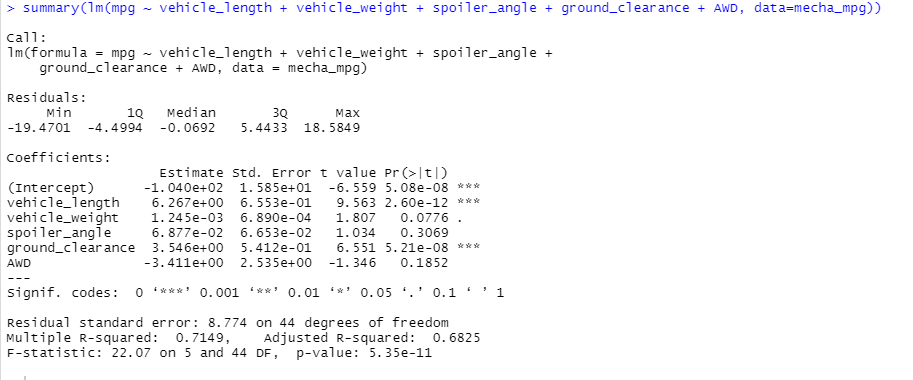 > summary(lm(mpg ~ vehicle_length + vehicle_weight + spoiler_angle + ground_clearance + AWD, data=mecha_mpg))
Call:
lm(formula = mpg ~ vehicle_length + vehicle_weight + spoiler_angle +
    ground_clearance + AWD, data = mecha_mpg)
Residuals:
     Min       1Q   Median       3Q      Max
-19.4701  -4.4994  -0.0692   5.4433  18.5849
Coefficients:
                   Estimate Std. Error t value Pr(>|t|)
(Intercept)      -1.040e+02  1.585e+01  -6.559 5.08e-08 ***
vehicle_length    6.267e+00  6.553e-01   9.563 2.60e-12 ***
vehicle_weight    1.245e-03  6.890e-04   1.807   0.0776 .
spoiler_angle     6.877e-02  6.653e-02   1.034   0.3069
ground_clearance  3.546e+00  5.412e-01   6.551 5.21e-08 ***
AWD              -3.411e+00  2.535e+00  -1.346   0.1852
---
Signif. codes:  0 ‘***’ 0.001 ‘**’ 0.01 ‘*’ 0.05 ‘.’ 0.1 ‘ ’ 1
Residual standard error: 8.774 on 44 degrees of freedom
Multiple R-squared:  0.7149,    Adjusted R-squared:  0.6825
F-statistic: 22.07 on 5 and 44 DF,  p-value: 5.35e-11